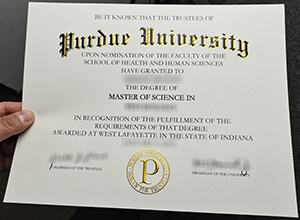 BE IT KNOWN THAT THE TRUSTEES OF
Purdue University
UPON NOMINATION OF THE FACULTY OF THE
SCHOOL OF HEALTH AND HUMAN SCIENCES
HAVE GRANTED TO
THE DEGREE OF
MASTER OF SCIENCE IN
IN RECOGNITION OF THE FULFILLMENT OF THE
REQUIREMENTS OF THAT DEGREE
AWARDED AT WEST LAFAYETTE IN THE STATE OF INDIANA
CHAIRMAN OF THE TRUSTEES
PRESIDENT OF THE UNIVERSITY
P